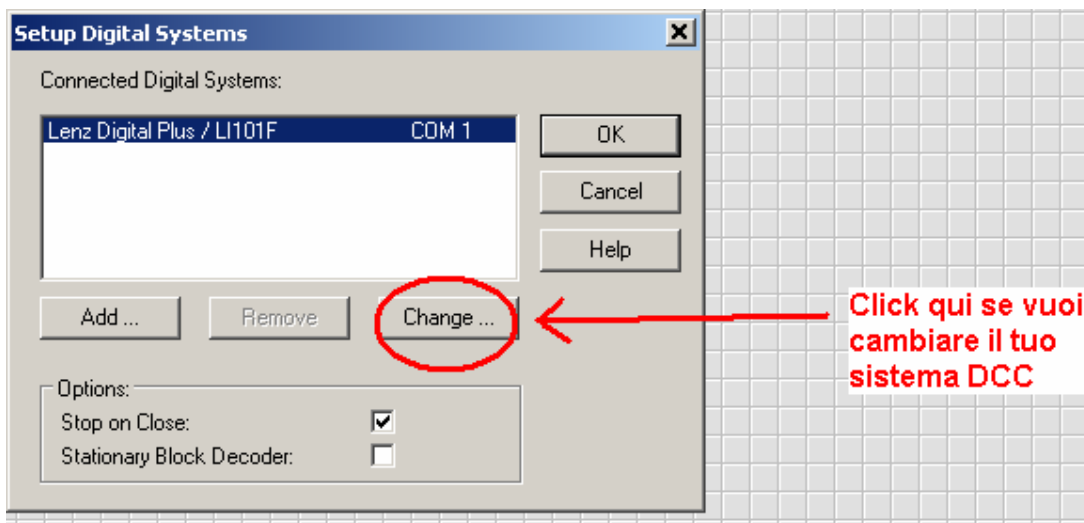 Setup Digital Systems
Connected Digital Systems:
Lenz Digital Plus / LI101F COM 1
OK
Cancel
Help
Add ... Remove Change ...
Click qui se vuoi
cambiare il tuo
sistema DCC
Options:
Stop on Close:
Stationary Block Decoder: